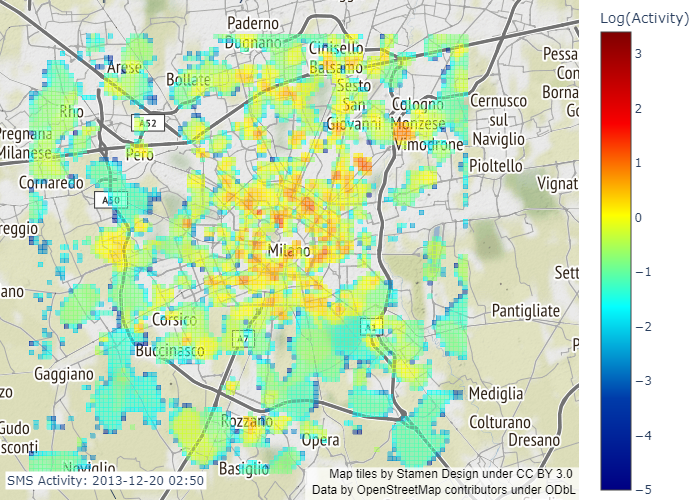 Paderno
Dugnano
Cinisello
Balsamo
Arese
Bollate
Sesto
San
Giovanni
Cologno
Monzese
Cernusco
sul
Naviglio
Pessa
Con
Borna
Go
Rho
A52
Pregnana
Milanese
Pero
Vimodrone
Pioltello
Cornaredo
A50
Vignat
reggio
Milano
Sett
ano
Pantigliate
Corsico
A7
A1
Buccinasco
P
Gaggiano
zo
Mediglia
Gudo
sconti
Rozzano
Opera
Colturano
Dresano
Noviglio
Basiglio
SMS Activity: 2013-12-20 02:50
Map tiles by Stamen Design under CC BY 3.0
Data by OpenStreetMap contributors under ODbL
Log(Activity)
3
2
1
0
−1
−2
−3
−4
−5